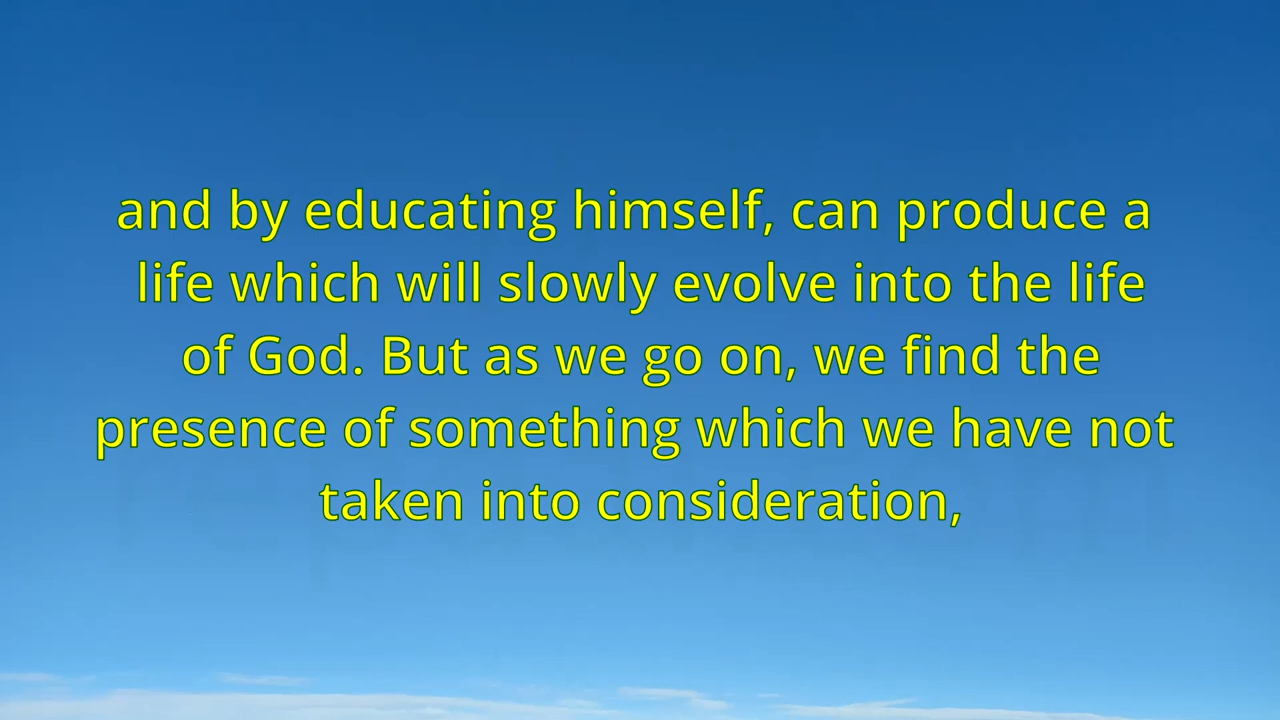 and by educating himself, can produce a
life which will slowly evolve into the life
of God. But as we go on, we find the
presence of something which we have not
taken into consideration,